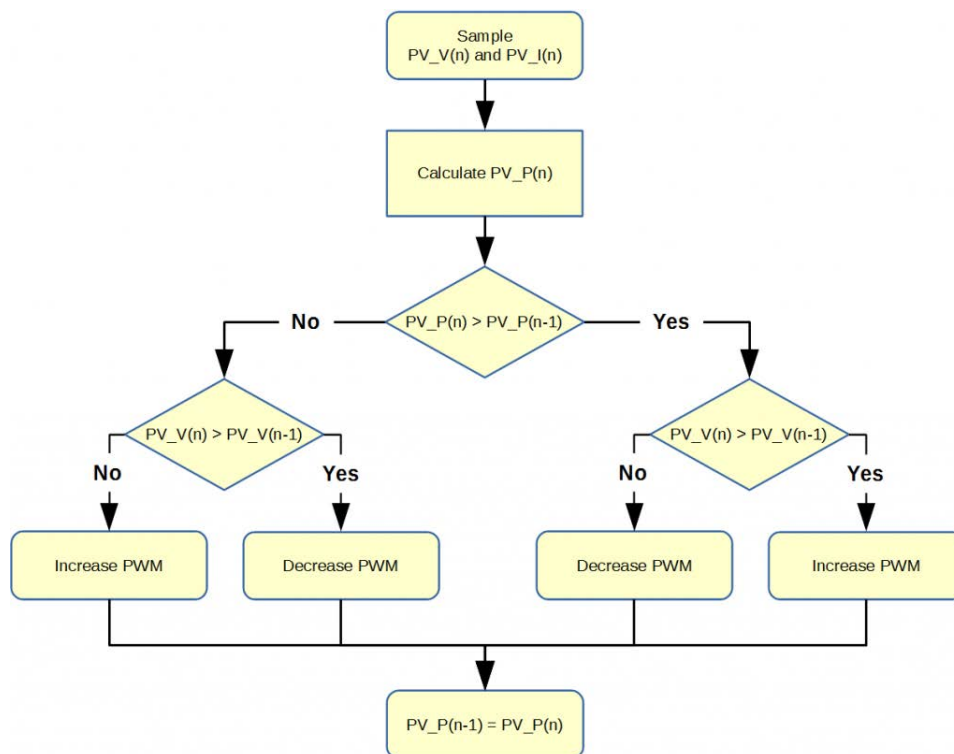 Sample
PV_V(n) and PV_I(n)
Calculate PV_P(n)
PV_P(n) > PV_P(n-1)
No
Yes
PV_V(n) > PV_V(n-1)
PV_V(n) > PV_V(n-1)
No
Yes
No
Yes
Increase PWM
Decrease PWM
Decrease PWM
Increase PWM
PV_P(n-1) = PV_P(n)